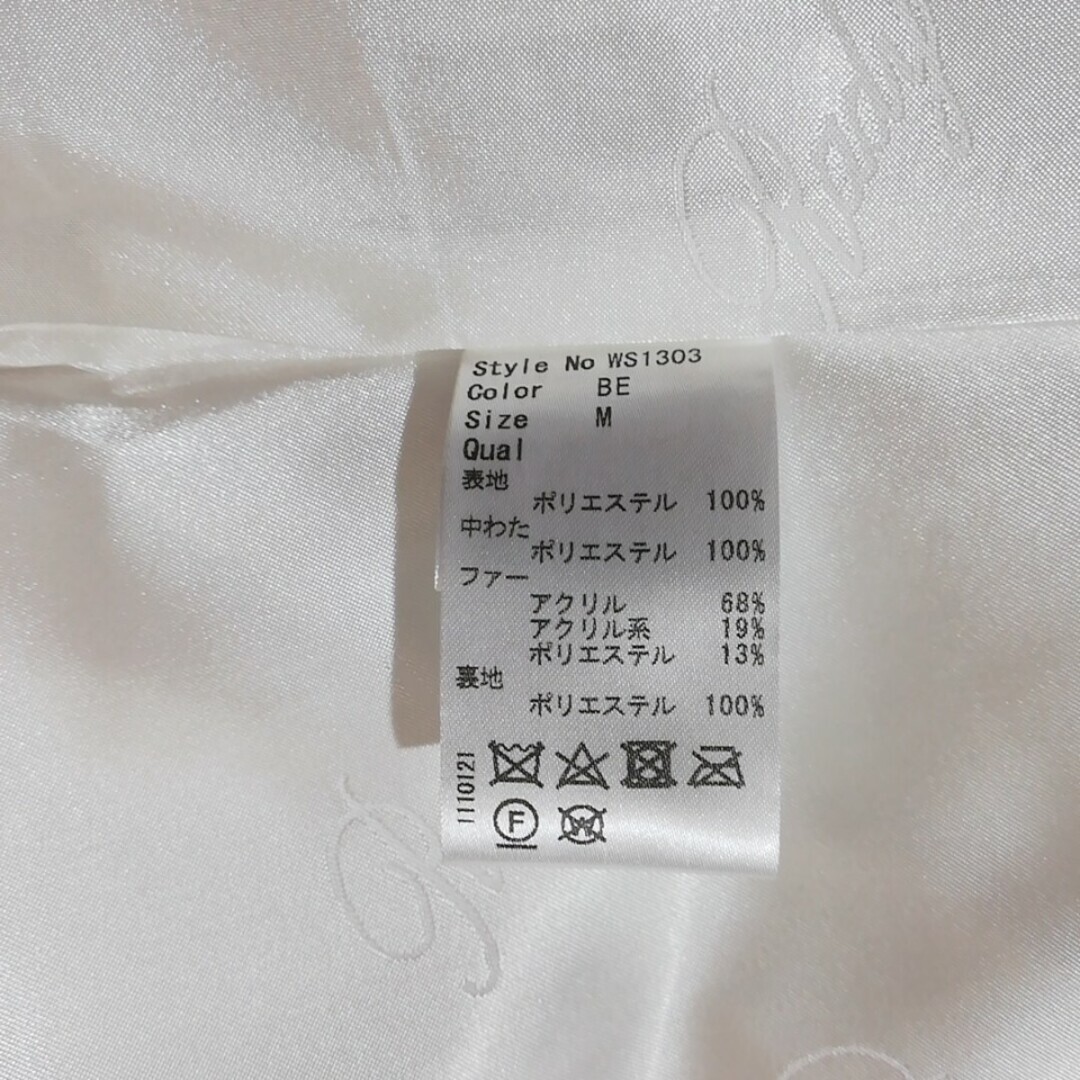 Rady
Style No WS1303
Color BE
Size M
Qual
表地
ポリエステル 100%
中わた
ポリエステル 100%
ファー
アクリル 68%
アクリル系 19%
ポリエステル 13%
裏地
ポリエステル 100%
1110121
F
W